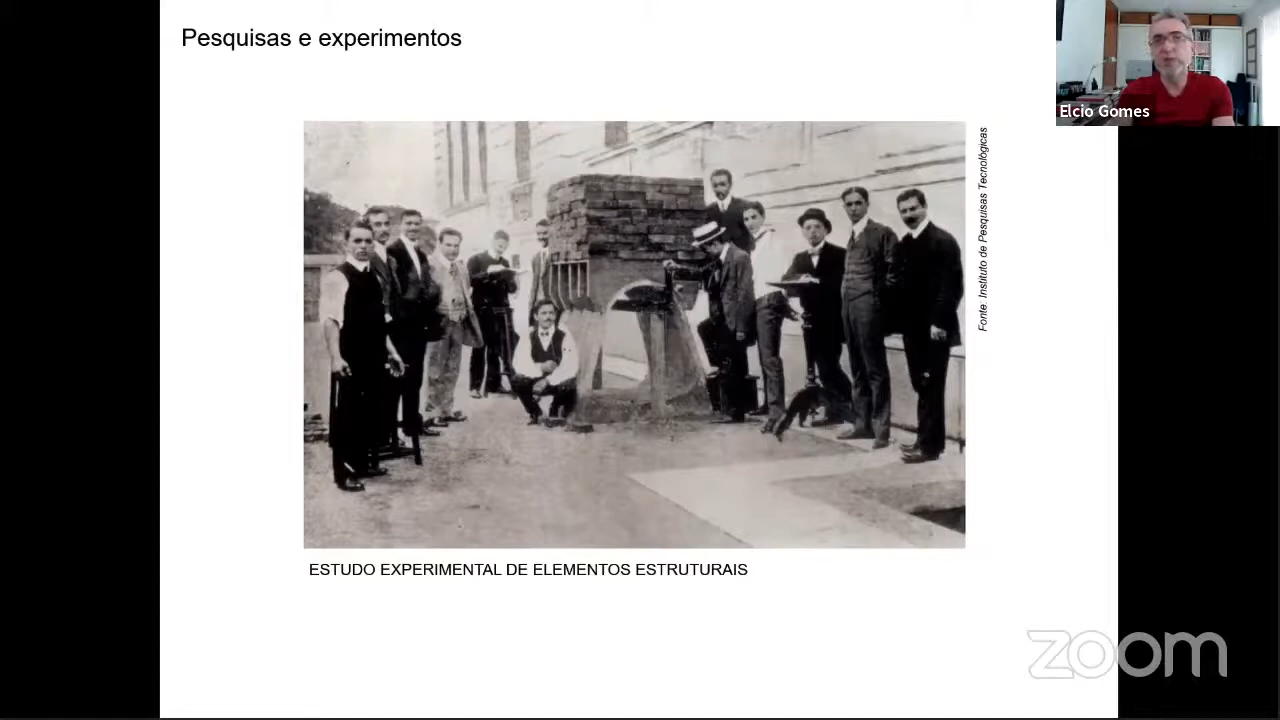 Pesquisas e experimentos
Elcio Gomes
Fonte. Instituto de Pesquisas Tecnológicas
ESTUDO EXPERIMENTAL DE ELEMENTOS ESTRUTURAIS
zoom